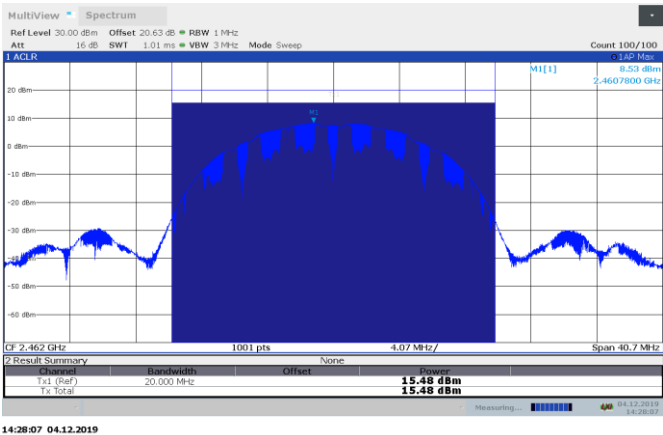 MultiView Spectrum
Ref Level 30.00 dBm Offset 20.63 dB RBW 1 MHz
Att 16 dB SWT 1.01 ms VBW 3 MHz Mode Sweep Count 100/100
1 ACLR 1AP Max
M1[1] 8.53 dBm
2.4607800 GHz
20 dBm
M1
10 dBm
0 dBm
-10 dBm
-20 dBm
-30 dBm
-40 dBm
-50 dBm
-60 dBm
CF 2.462 GHz 1001 pts 4.07 MHz/ Span 40.7 MHz
2 Result Summary None
Channel Bandwidth Offset Power
Tx1 (Ref) 20.000 MHz 15.48 dBm
Tx Total 15.48 dBm
Measuring... 04.12.2019
14:28:07
14:28:07 04.12.2019